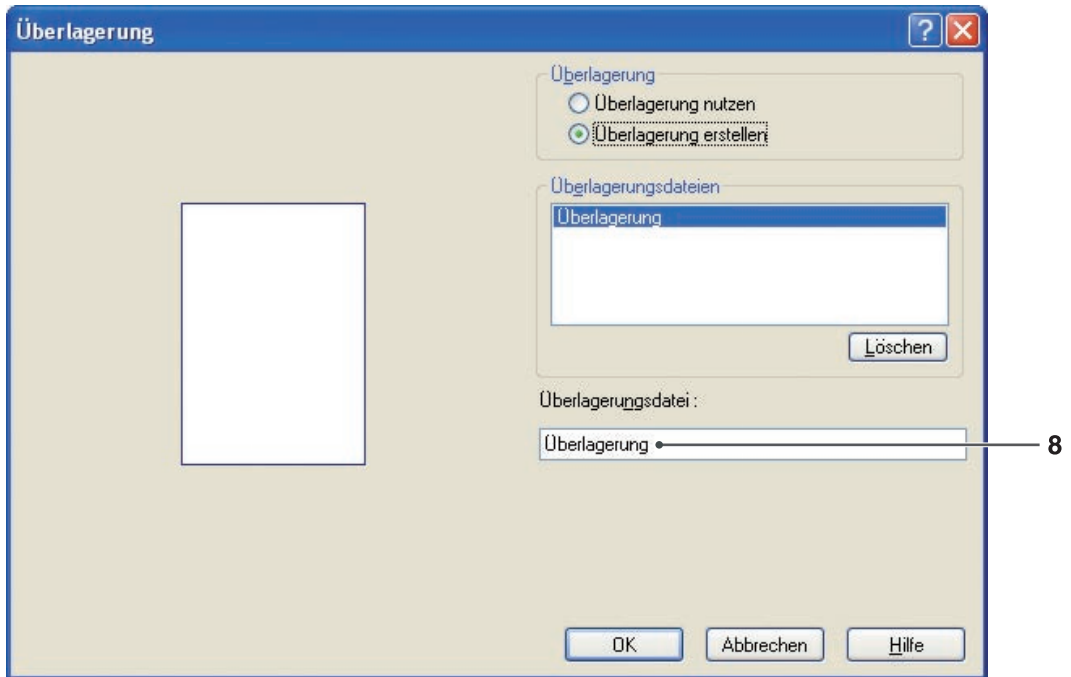 Überlagerung
Überlagerung
Überlagerung nutzen
Überlagerung erstellen
Überlagerungsdateien
Überlagerung
Löschen
Überlagerungsdatei :
Überlagerung
8
OK
Abbrechen
Hilfe